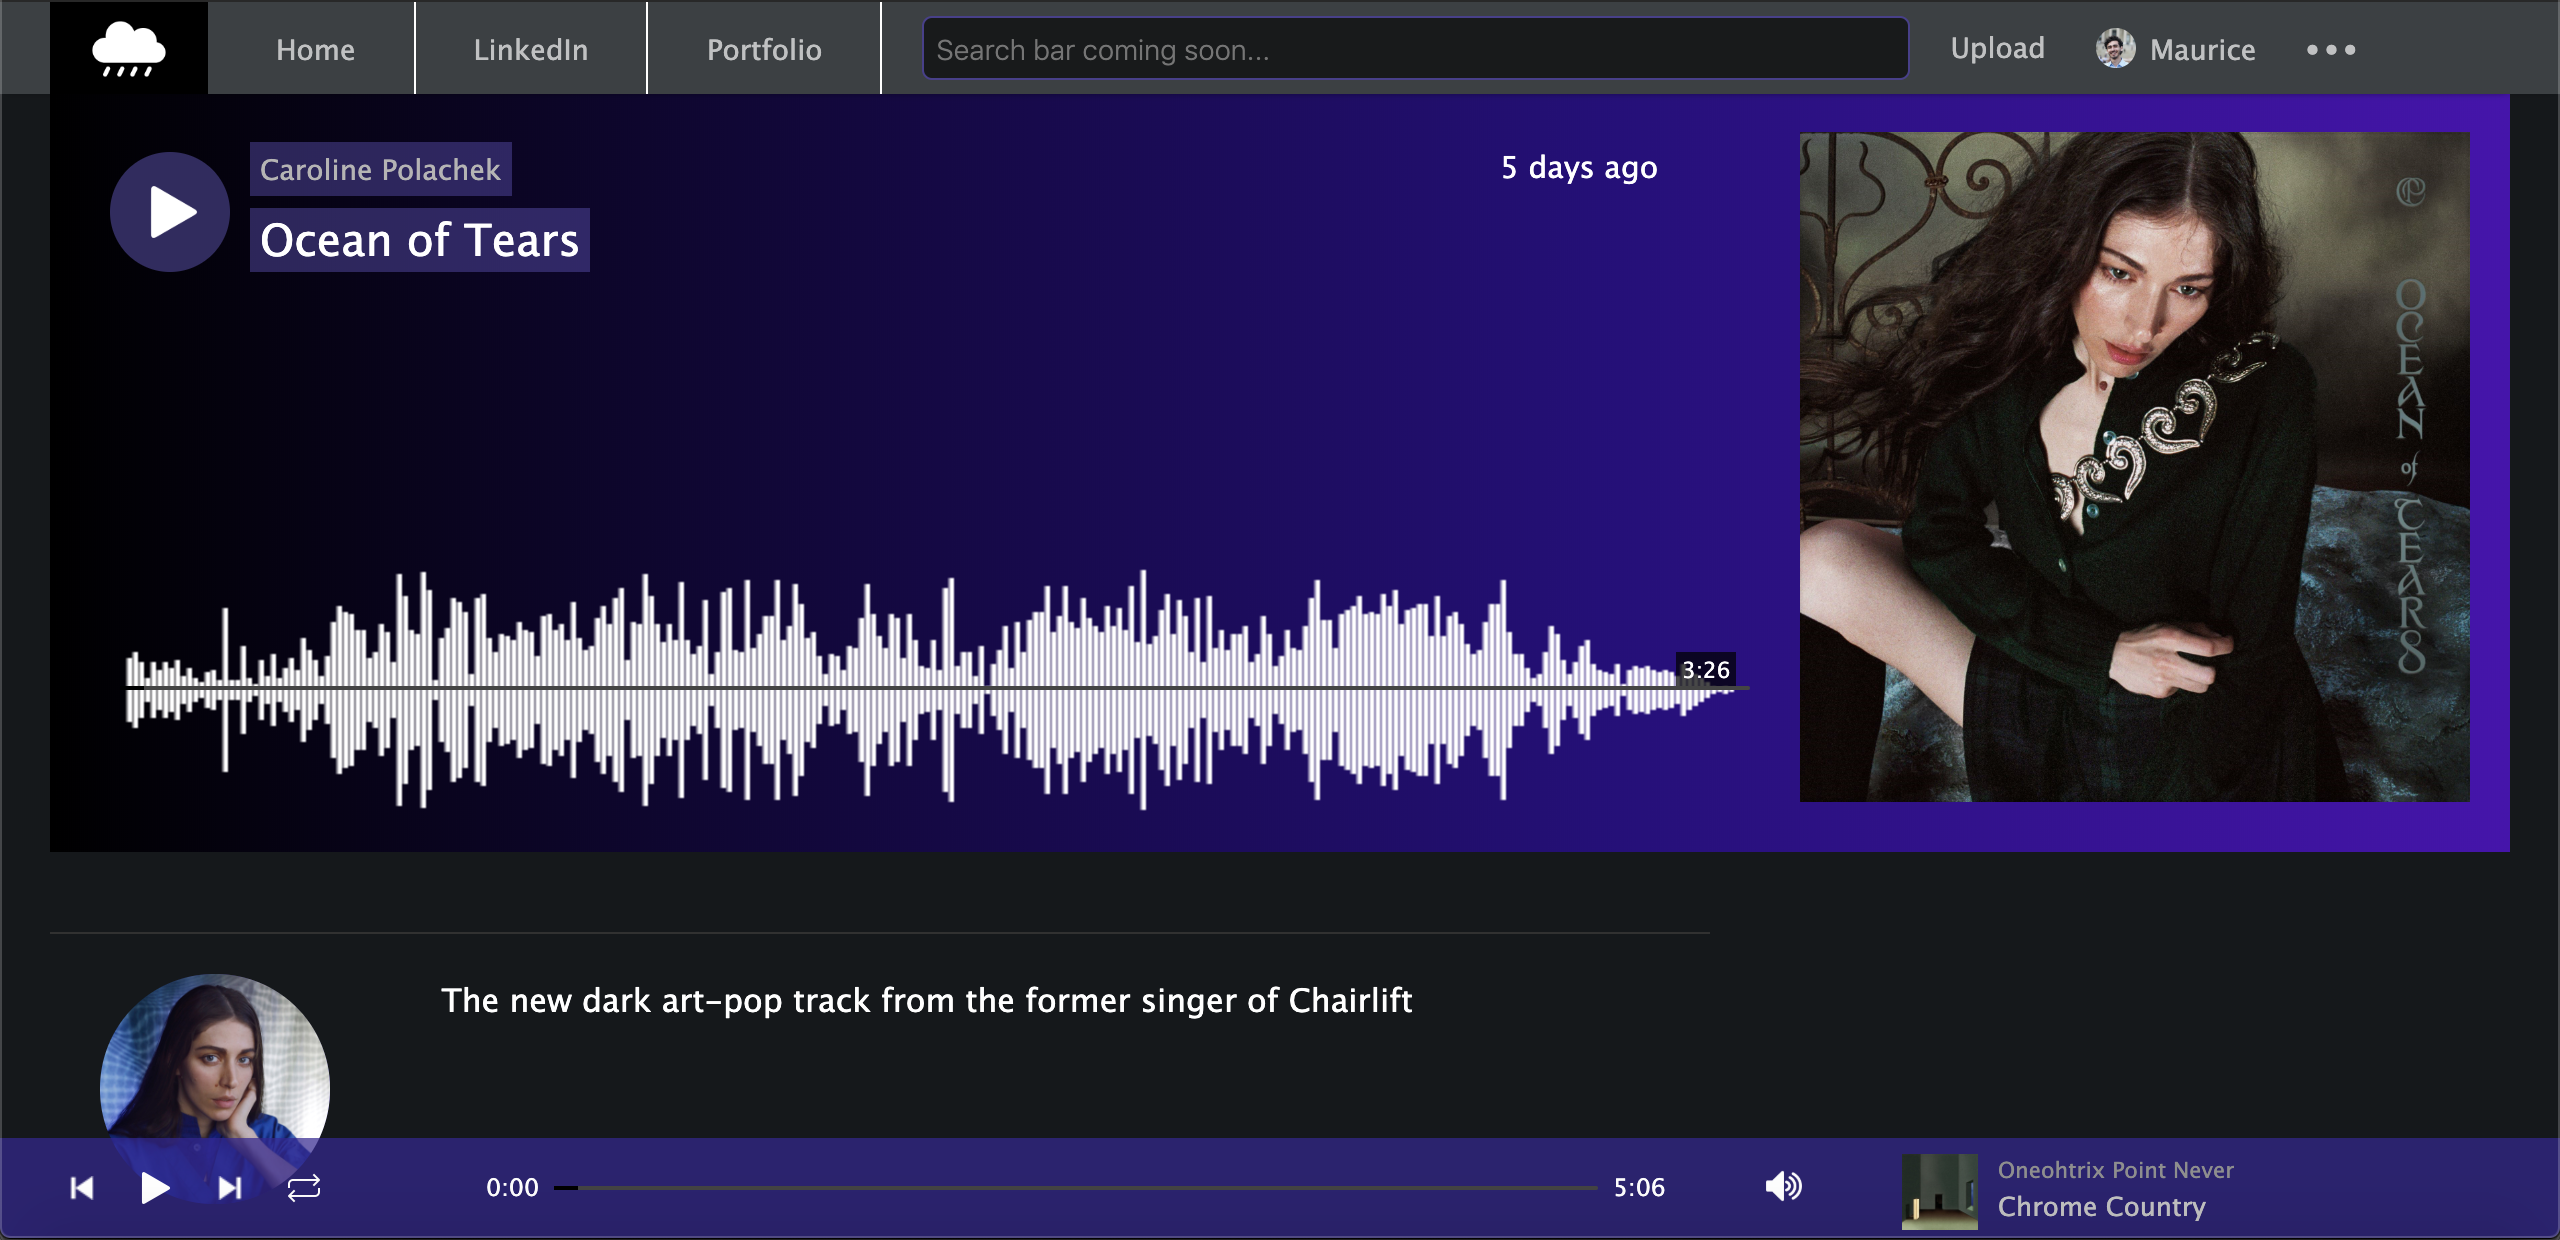 Home LinkedIn Portfolio Search bar coming soon... Upload Maurice
Caroline Polachek
Ocean of Tears
5 days ago
OCEAN of TEARS
3:26
The new dark art-pop track from the former singer of Chairlift
0:00 5:06
Oneohtrix Point Never
Chrome Country